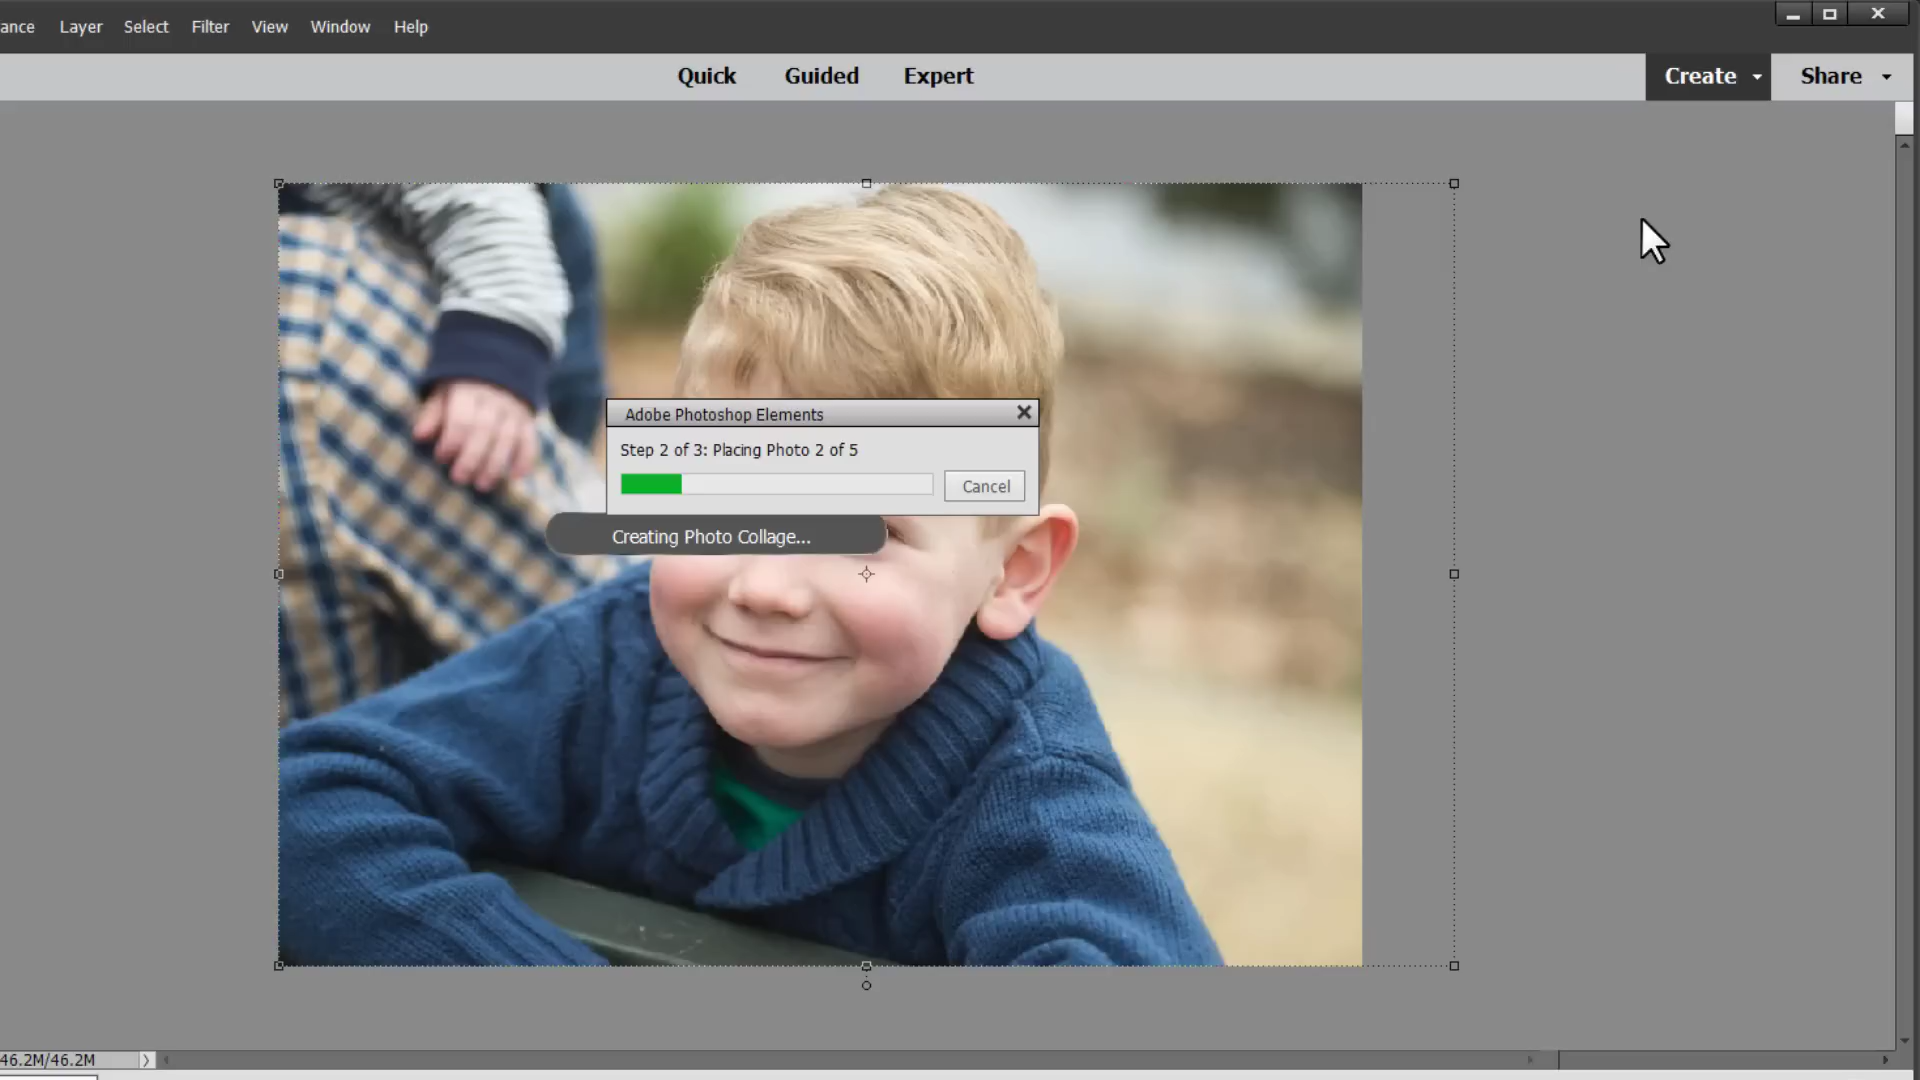 ance Layer Select Filter View Window Help
Quick Guided Expert Create Share
Adobe Photoshop Elements
Step 2 of 3: Placing Photo 2 of 5
Cancel
Creating Photo Collage...
46.2M/46.2M